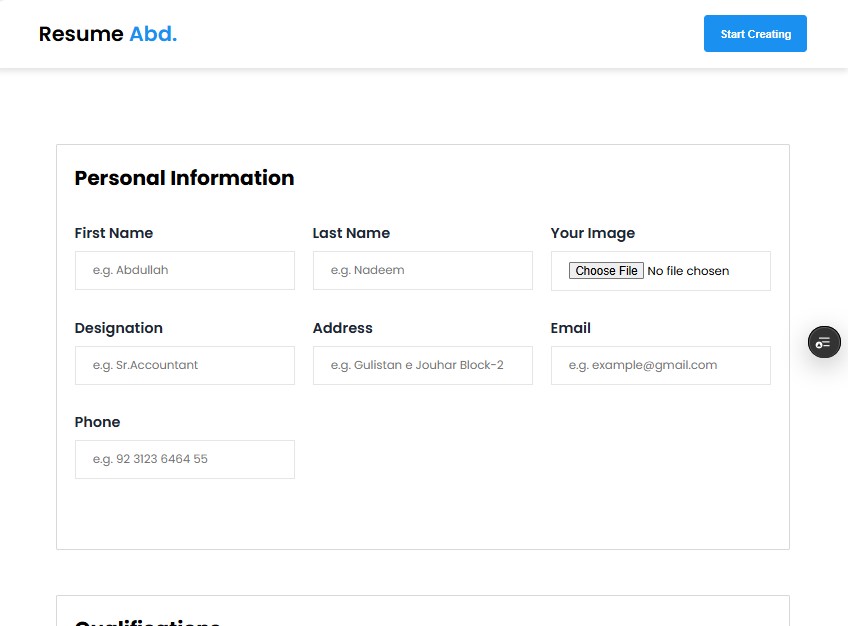 Resume Abd.
Start Creating
Personal Information
First Name
Last Name
Your Image
e.g. Abdullah
e.g. Nadeem
Choose File No file chosen
Designation
Address
Email
e.g. Sr.Accountant
e.g. Gulistan e Jouhar Block-2
e.g. example@gmail.com
Phone
e.g. 92 3123 6464 55
Qualifications